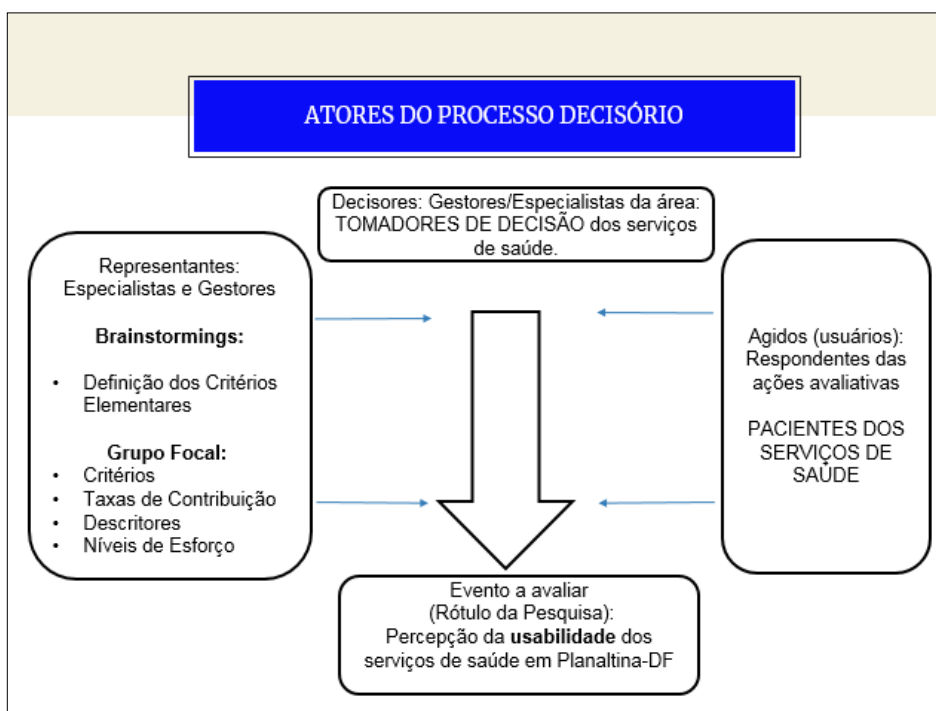 ATORES DO PROCESSO DECISÓRIO
Decisores: Gestores/Especialistas da área:
TOMADORES DE DECISÃO dos serviços
de saúde.
Representantes:
Especialistas e Gestores
Brainstormings:
• Definição dos Critérios
Elementares
Grupo Focal:
• Critérios
• Taxas de Contribuição
• Descritores
• Níveis de Esforço
Agidos (usuários):
Respondentes das
ações avaliativas
PACIENTES DOS
SERVIÇOS DE
SAÚDE
Evento a avaliar
(Rótulo da Pesquisa):
Percepção da usabilidade dos
serviços de saúde em Planaltina-DF